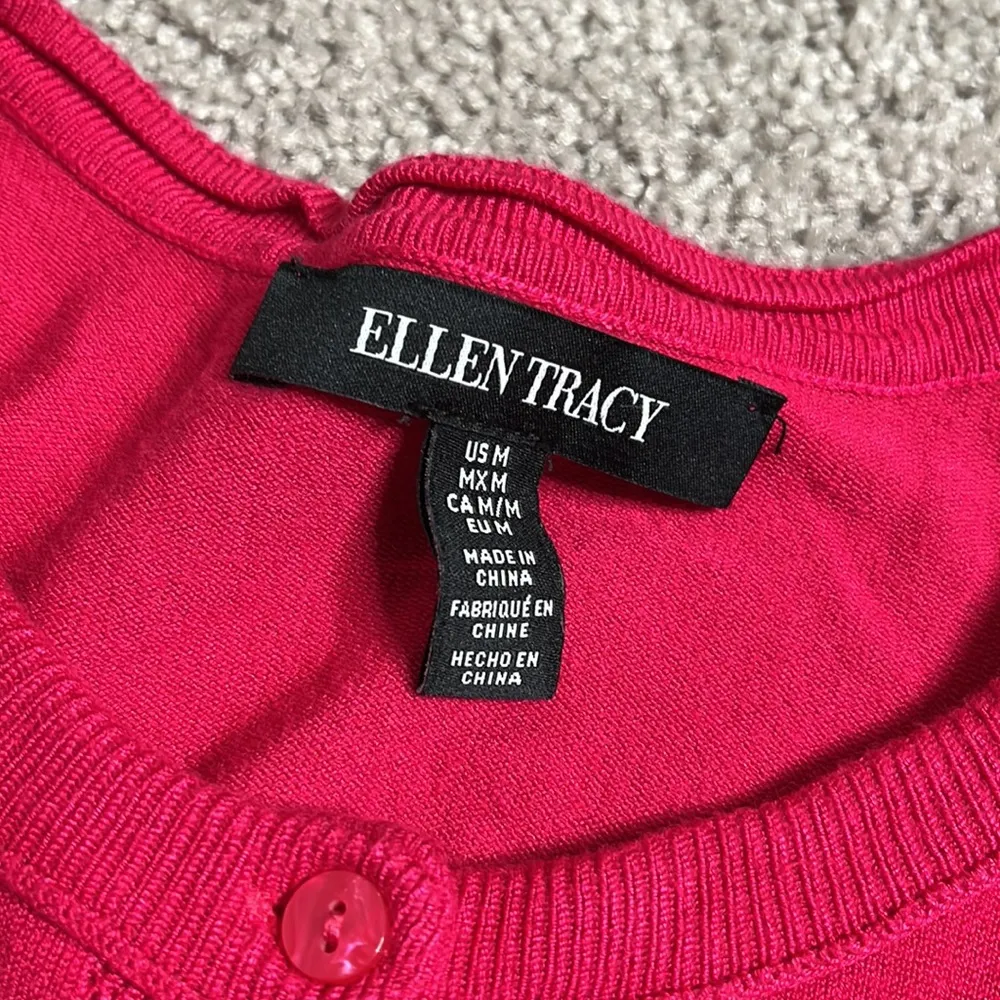 ELLEN TRACY
US M
MX M
CA M/M
EU M
MADE IN
CHINA
FABRIQUÉ EN
CHINE
HECHO EN
CHINA